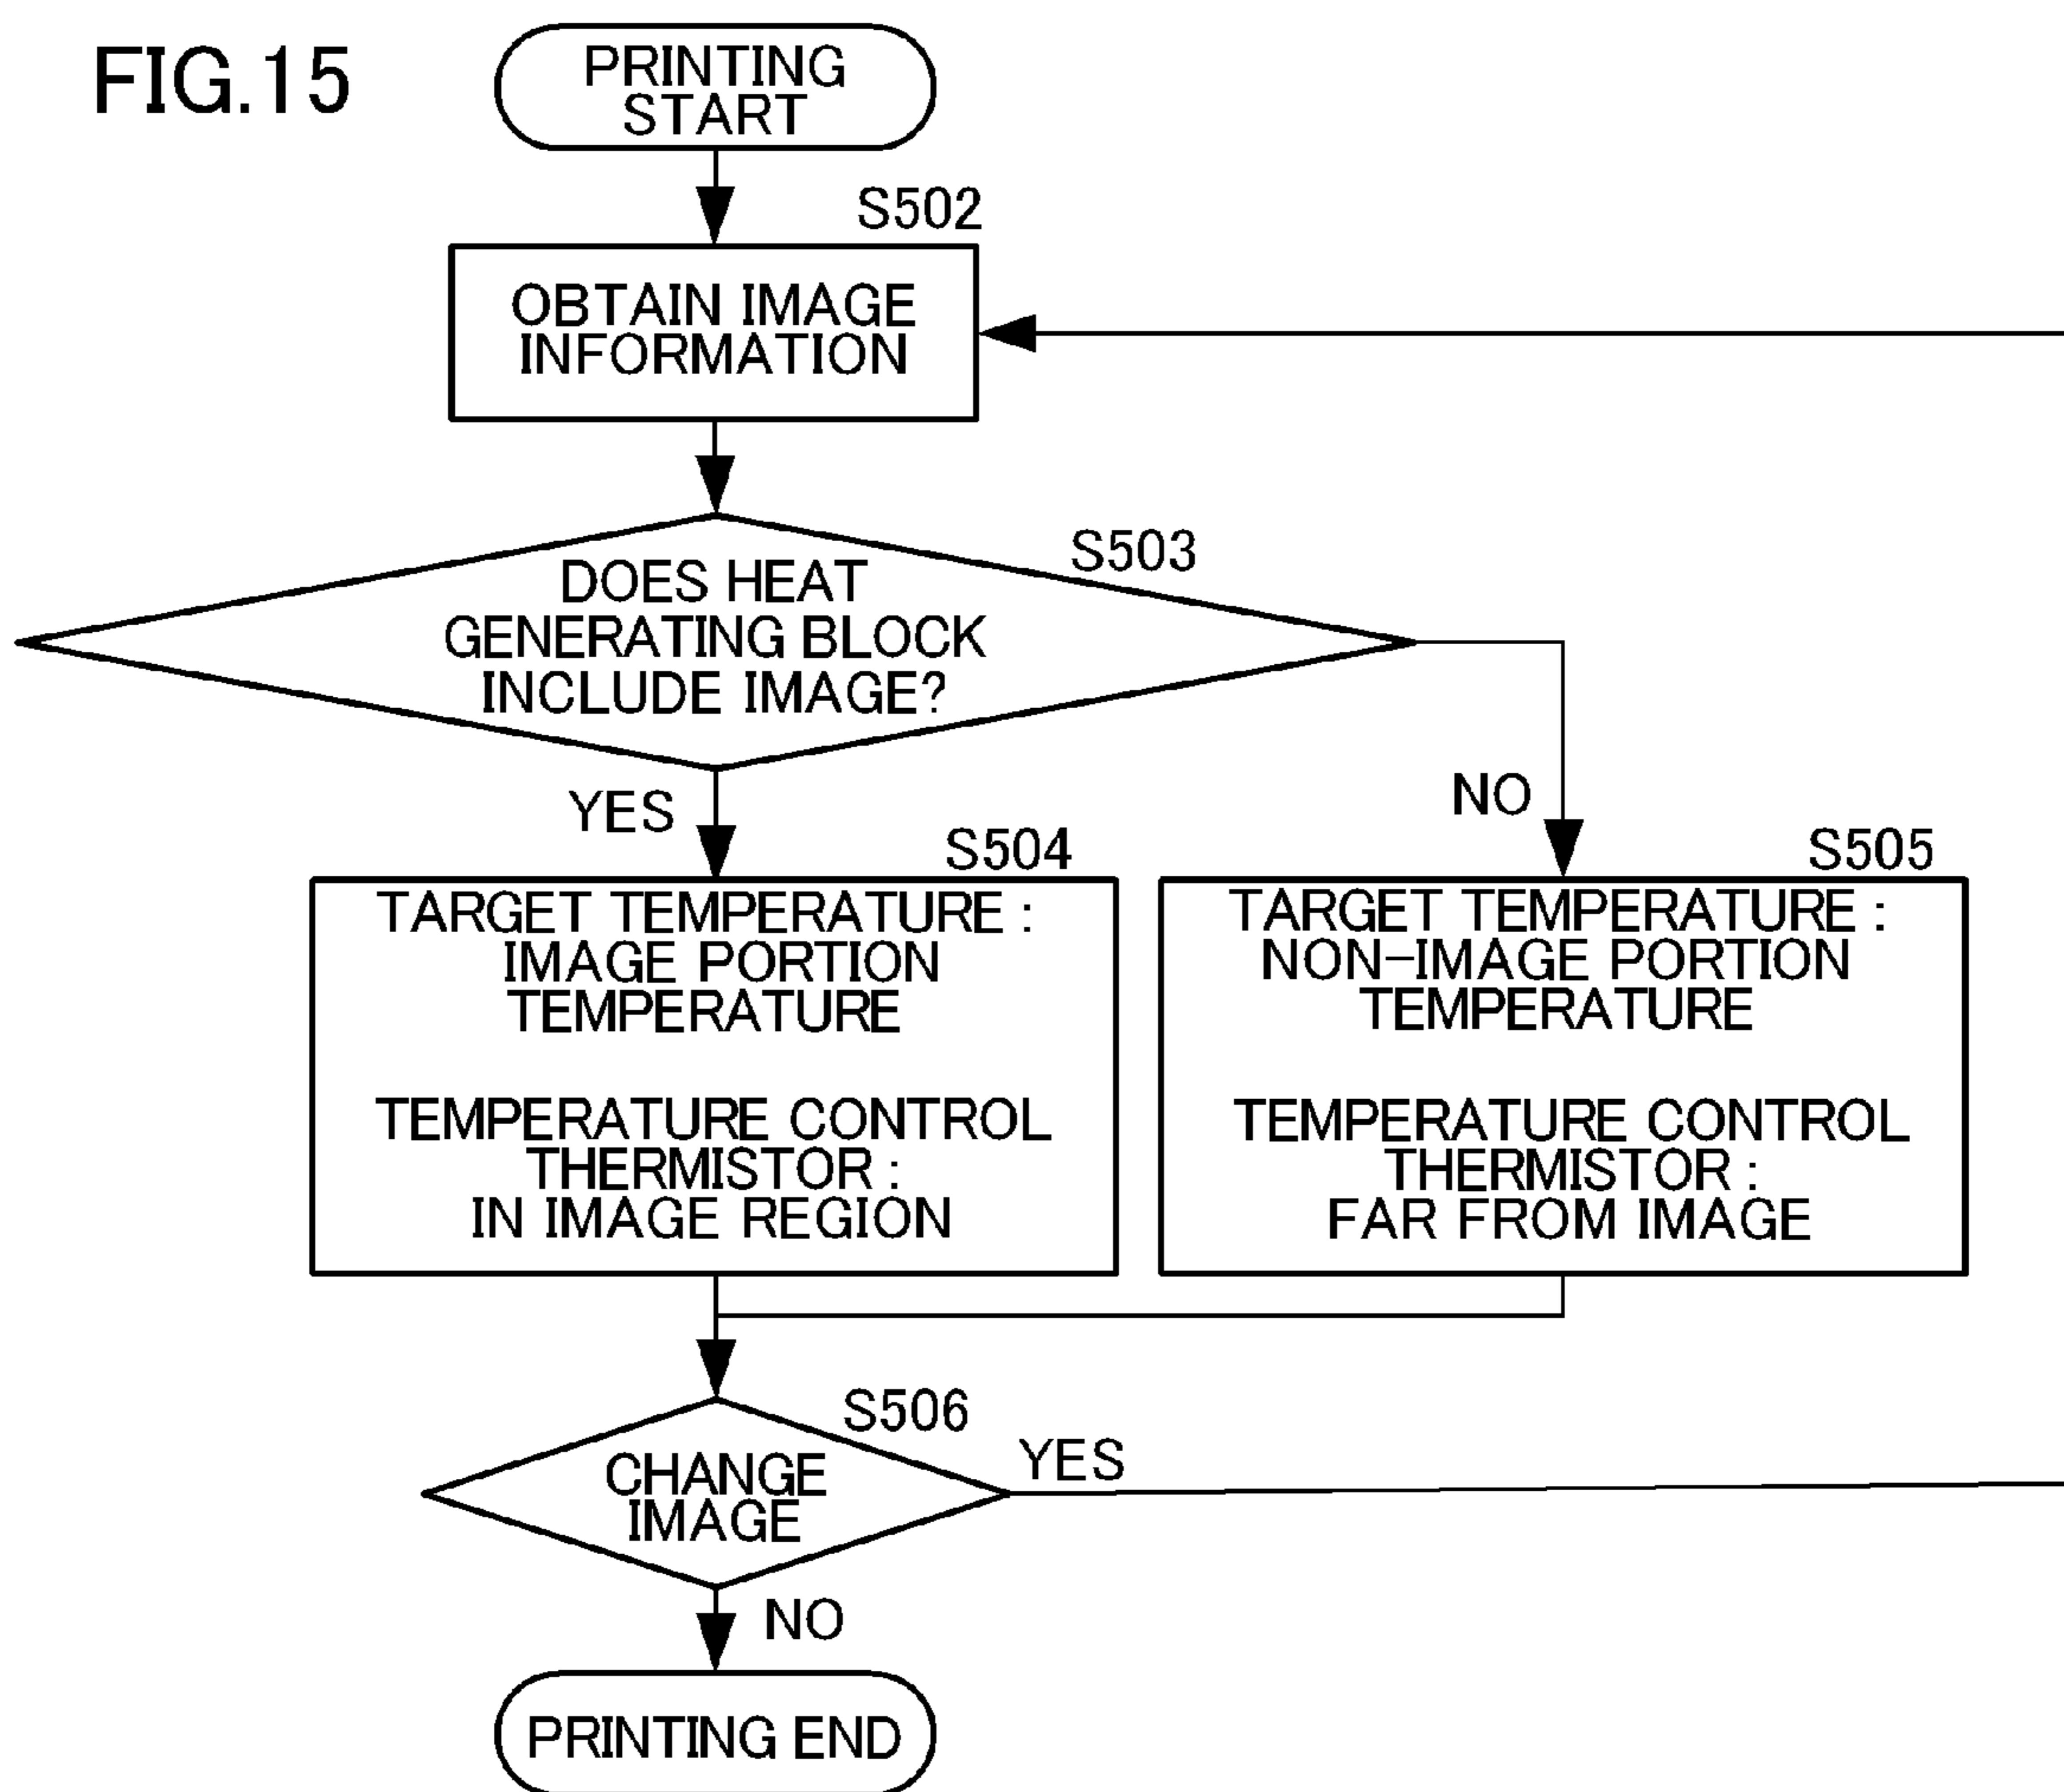 FIG.15
PRINTING
START
S502
OBTAIN IMAGE
INFORMATION
S503
DOES HEAT
GENERATING BLOCK
INCLUDE IMAGE?
YES
NO
S504
TARGET TEMPERATURE :
IMAGE PORTION
TEMPERATURE
TEMPERATURE CONTROL
THERMISTOR :
IN IMAGE REGION
S505
TARGET TEMPERATURE :
NON-IMAGE PORTION
TEMPERATURE
TEMPERATURE CONTROL
THERMISTOR :
FAR FROM IMAGE
S506
CHANGE
IMAGE
YES
NO
PRINTING END